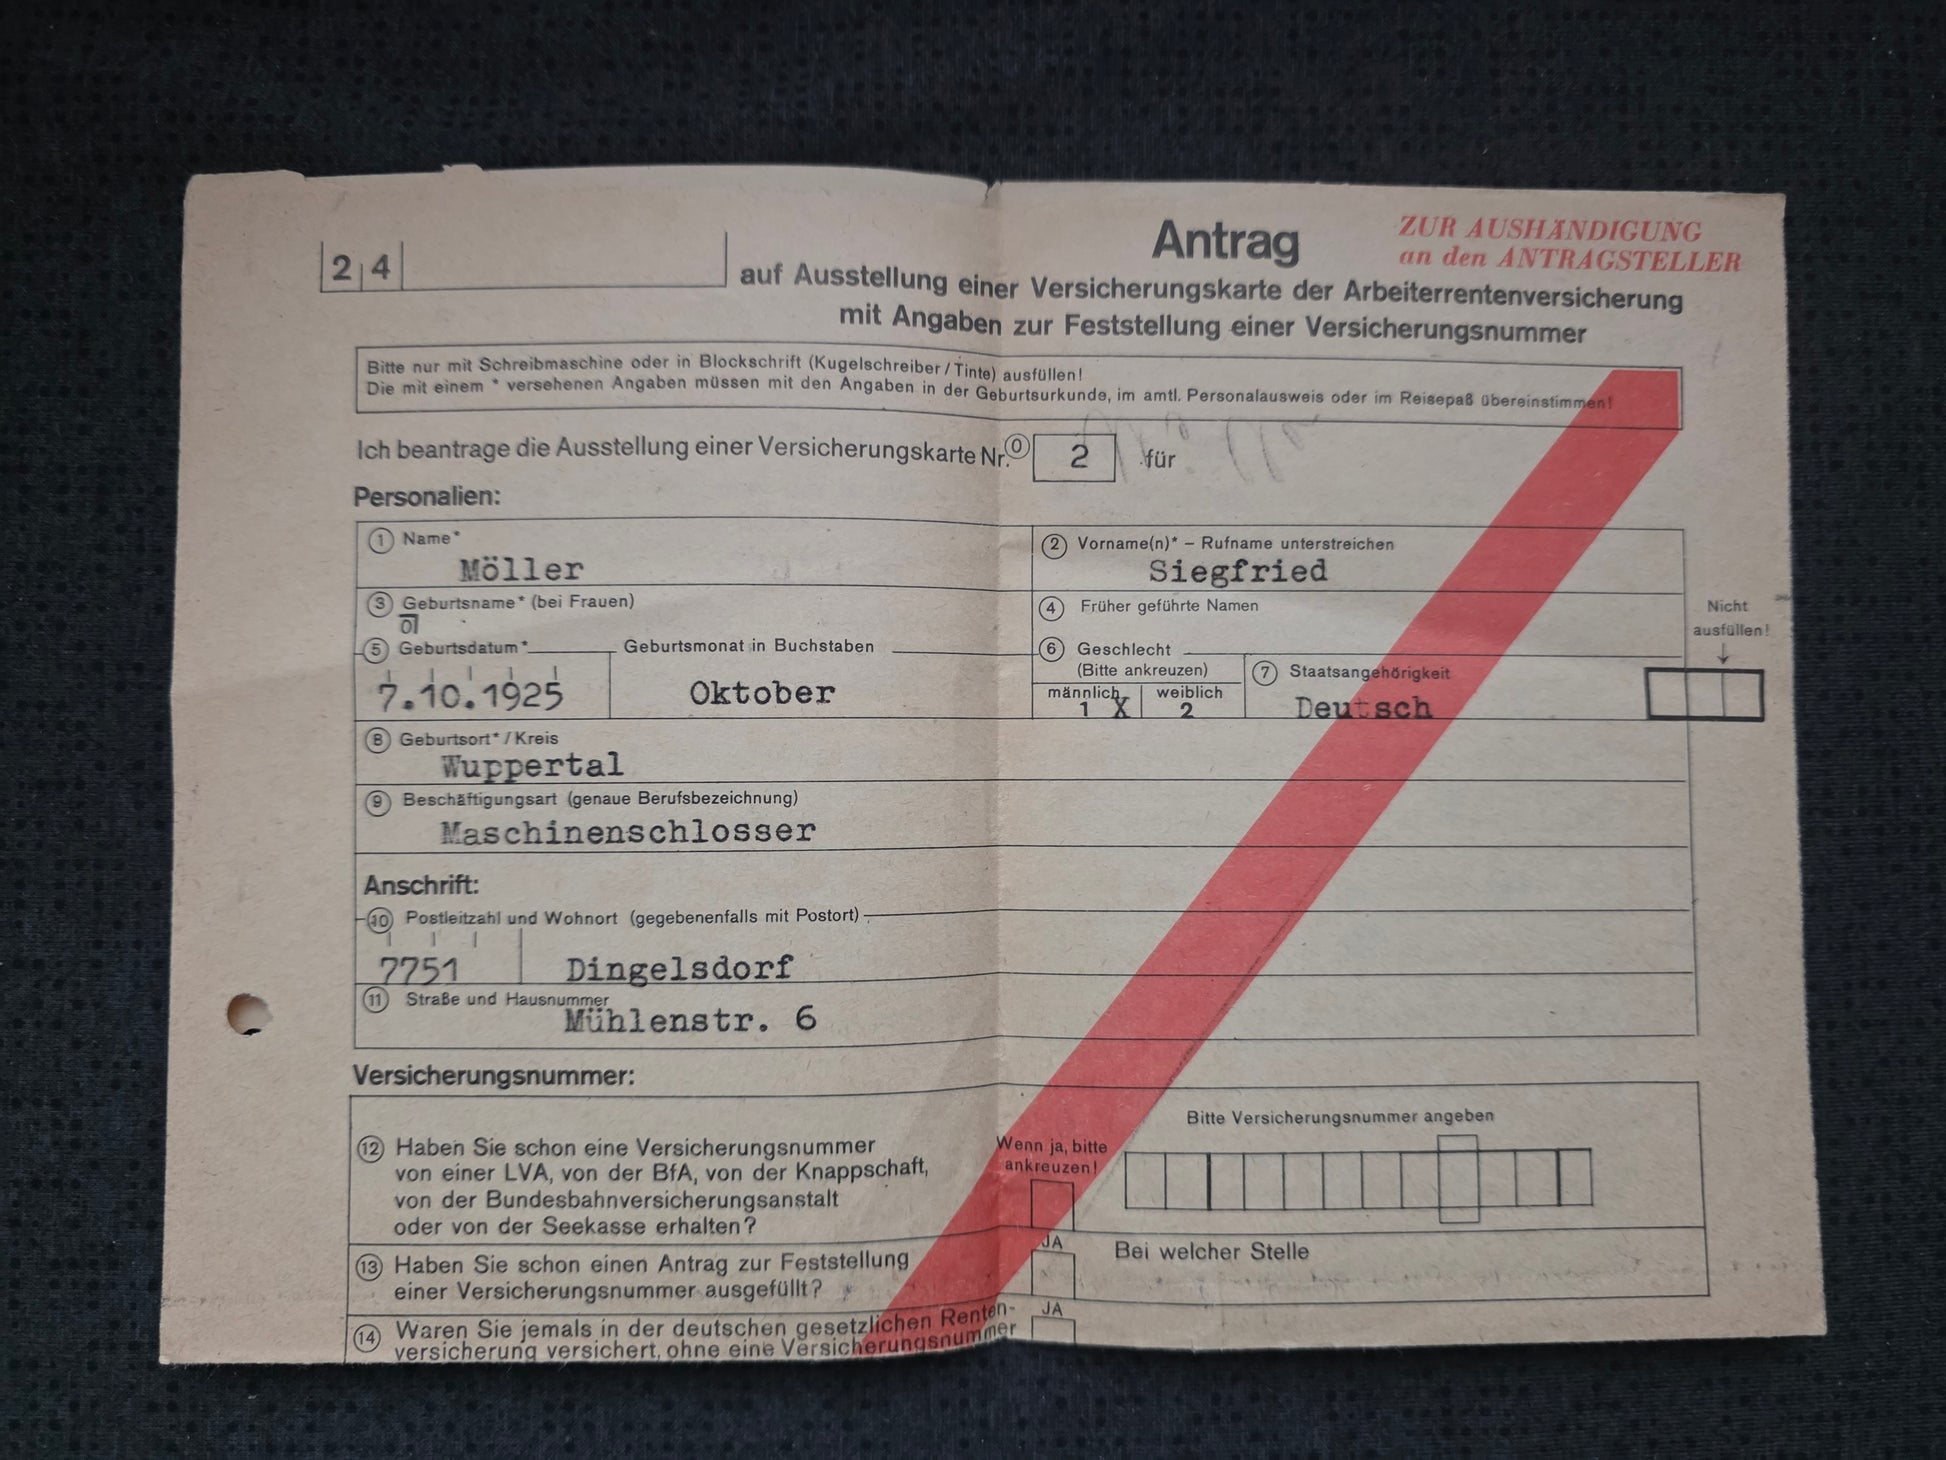 24
Antrag
ZUR AUSHÄNDIGUNG
an den ANTRAGSTELLER
auf Ausstellung einer Versicherungskarte der Arbeiterrentenversicherung
mit Angaben zur Feststellung einer Versicherungsnummer
Bitte nur mit Schreibmaschine oder in Blockschrift (Kugelschreiber/Tinte) ausfüllen!
Die mit einem * versehenen Angaben müssen mit den Angaben in der Geburtsurkunde, im amtl. Personalausweis oder im Reisepaß übereinstimmen!
Ich beantrage die Ausstellung einer Versicherungskarte Nr. 0 2 für
Personalien:
1 Name*
Möller
2 Vorname(n)* – Rufname unterstreichen
Siegfried
3 Geburtsname* (bei Frauen)
4 Früher geführte Namen
Nicht
ausfüllen!
5 Geburtsdatum*
7.10.1925
Geburtsmonat in Buchstaben
Oktober
6 Geschlecht
(Bitte ankreuzen)
männlich weiblich
1 X 2
7 Staatsangehörigkeit
Deutsch
8 Geburtsort* / Kreis
Wuppertal
9 Beschäftigungsart (genaue Berufsbezeichnung)
Maschinenschlosser
Anschrift:
10 Postleitzahl und Wohnort (gegebenenfalls mit Postort)
7751 Dingelsdorf
11 Straße und Hausnummer
Mühlenstr. 6
Versicherungsnummer:
12 Haben Sie schon eine Versicherungsnummer
von einer LVA, von der BfA, von der Knappschaft,
von der Bundesbahnversicherungsanstalt
oder von der Seekasse erhalten?
Wenn ja, bitte
ankreuzen!
JA
Bitte Versicherungsnummer angeben
13 Haben Sie schon einen Antrag zur Feststellung
einer Versicherungsnummer ausgefüllt?
JA
Bei welcher Stelle
14 Waren Sie jemals in der deutschen gesetzlichen Renten-
versicherung versichert, ohne eine Versicherungsnummer